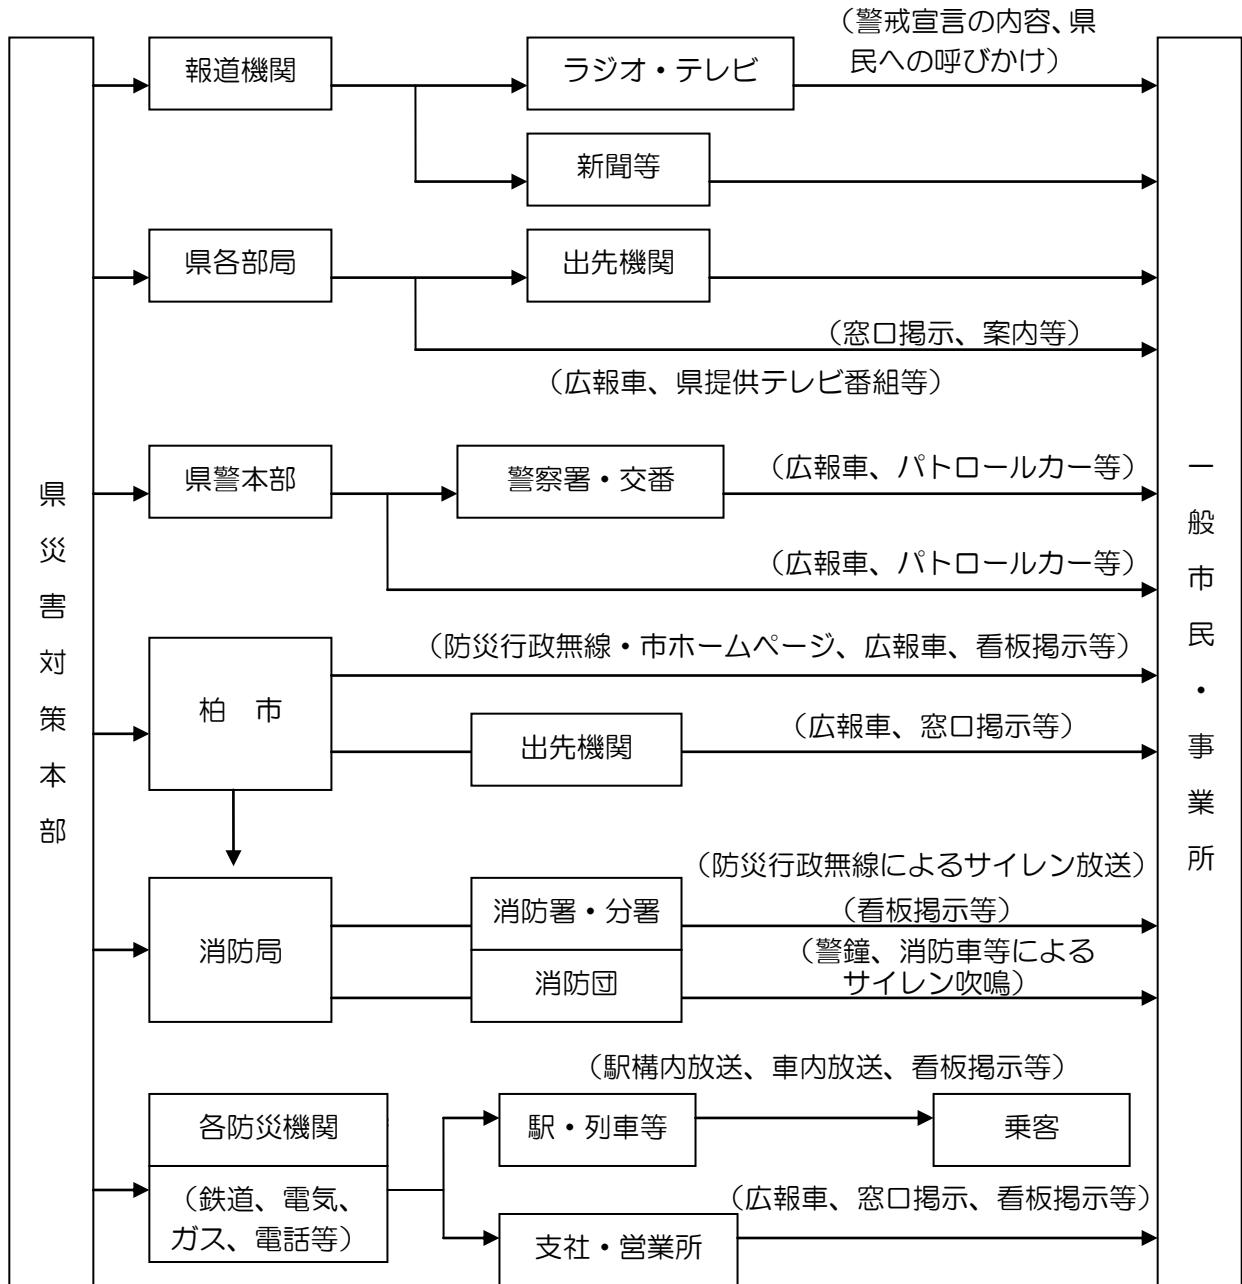 （警戒宣言の内容、県
民への呼びかけ）
報道機関
ラジオ・テレビ
新聞等
県各部局
出先機関
（窓口掲示、案内等）
（広報車、県提供テレビ番組等）
県警本部
警察署・交番
（広報車、パトロールカー等）
（広報車、パトロールカー等）
県災害対策本部
一般市民・事業所
（防災行政無線・市ホームページ、広報車、看板掲示等）
柏　市
出先機関
（広報車、窓口掲示等）
（防災行政無線によるサイレン放送）
消防局
消防署・分署
（看板掲示等）
消防団
（警鐘、消防車等による
サイレン吹鳴）
（駅構内放送、車内放送、看板掲示等）
各防災機関
駅・列車等
乗客
（鉄道、電気、
ガス、電話等）
（広報車、窓口掲示、看板掲示等）
支社・営業所